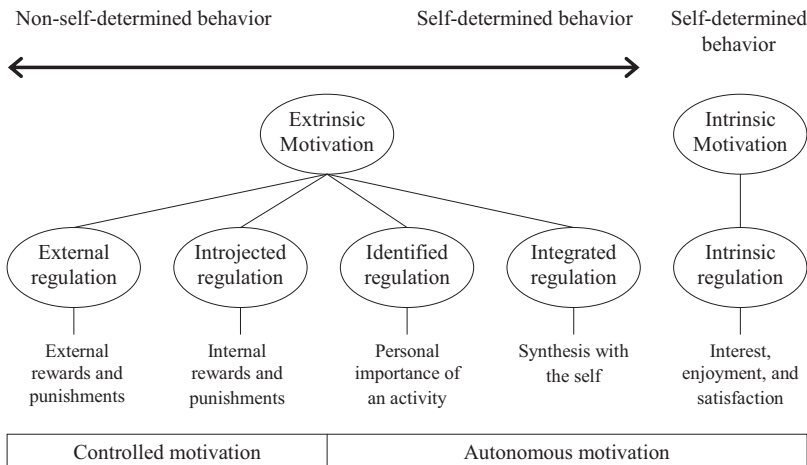 Non-self-determined behavior
Self-determined behavior
Self-determined
behavior
Extrinsic
Motivation
Intrinsic
Motivation
External
regulation
Introjected
regulation
Identified
regulation
Integrated
regulation
Intrinsic
regulation
External
rewards and
punishments
Internal
rewards and
punishments
Personal
importance of
an activity
Synthesis with
the self
Interest,
enjoyment, and
satisfaction
Controlled motivation
Autonomous motivation